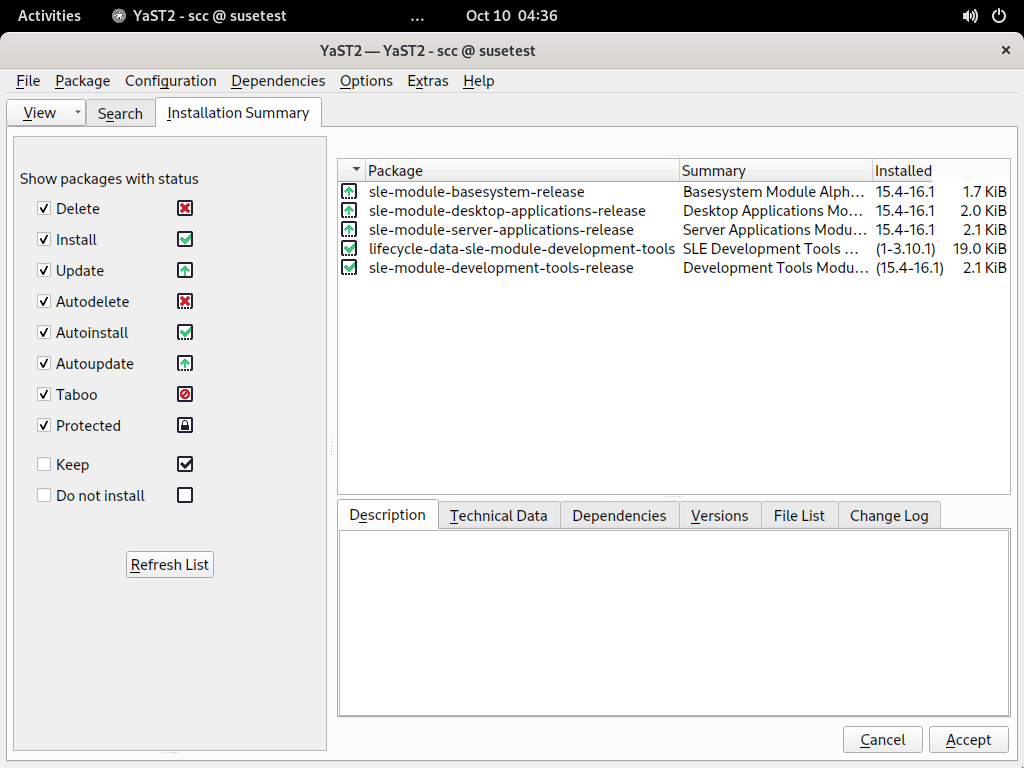 Activities YaST2 - scc @ susetest ... Oct 10 04:36
YaST2 — YaST2 - scc @ susetest ×
File Package Configuration Dependencies Options Extras Help
View Search Installation Summary
Show packages with status
Delete
Install
Update
Autodelete
Autoinstall
Autoupdate
Taboo
Protected
Keep
Do not install
Refresh List
Package Summary Installed
sle-module-basesystem-release Basesystem Module Alph... 15.4-16.1 1.7 KiB
sle-module-desktop-applications-release Desktop Applications Mo... 15.4-16.1 2.0 KiB
sle-module-server-applications-release Server Applications Modu... 15.4-16.1 2.1 KiB
lifecycle-data-sle-module-development-tools SLE Development Tools ... (1-3.10.1) 19.0 KiB
sle-module-development-tools-release Development Tools Modu... (15.4-16.1) 2.1 KiB
Description Technical Data Dependencies Versions File List Change Log
Cancel Accept